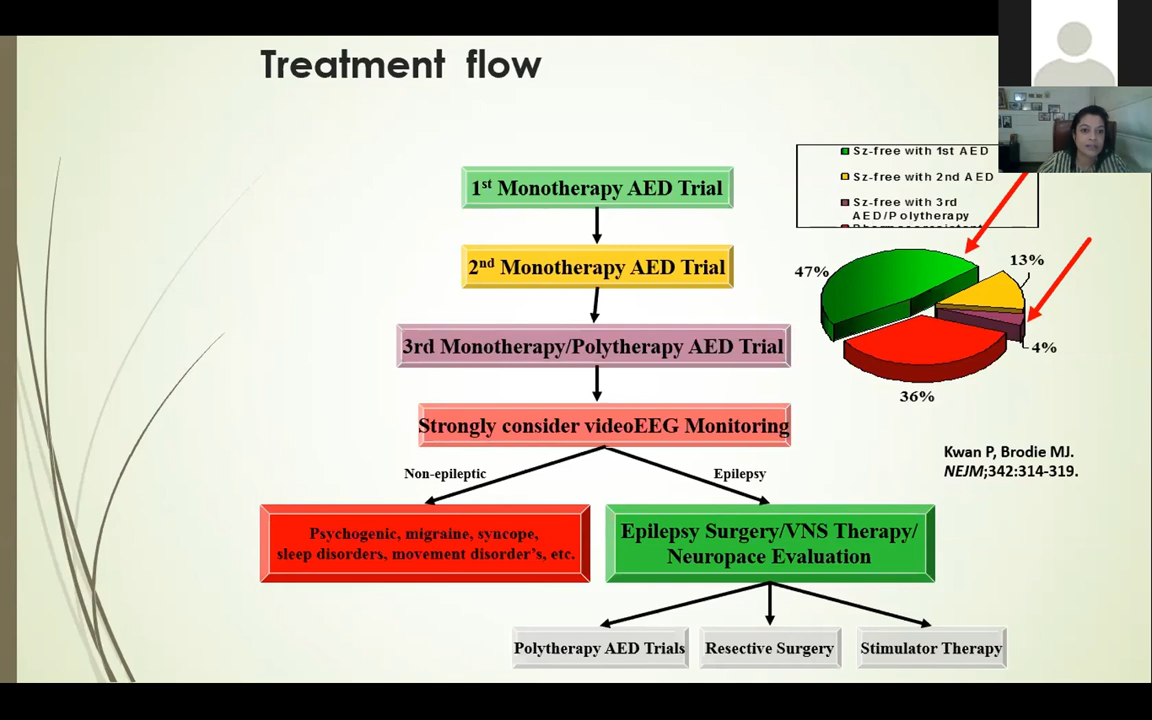 Treatment flow
1st Monotherapy AED Trial
2nd Monotherapy AED Trial
3rd Monotherapy/Polytherapy AED Trial
Strongly consider videoEEG Monitoring
Non-epileptic
Epilepsy
Psychogenic, migraine, syncope,
sleep disorders, movement disorder's, etc.
Epilepsy Surgery/VNS Therapy/
Neuropace Evaluation
Polytherapy AED Trials
Resective Surgery
Stimulator Therapy
Sz-free with 1st AED
Sz-free with 2nd AED
Sz-free with 3rd
AED/Polytherapy
47%
13%
4%
36%
Kwan P, Brodie MJ.
NEJM;342:314-319.